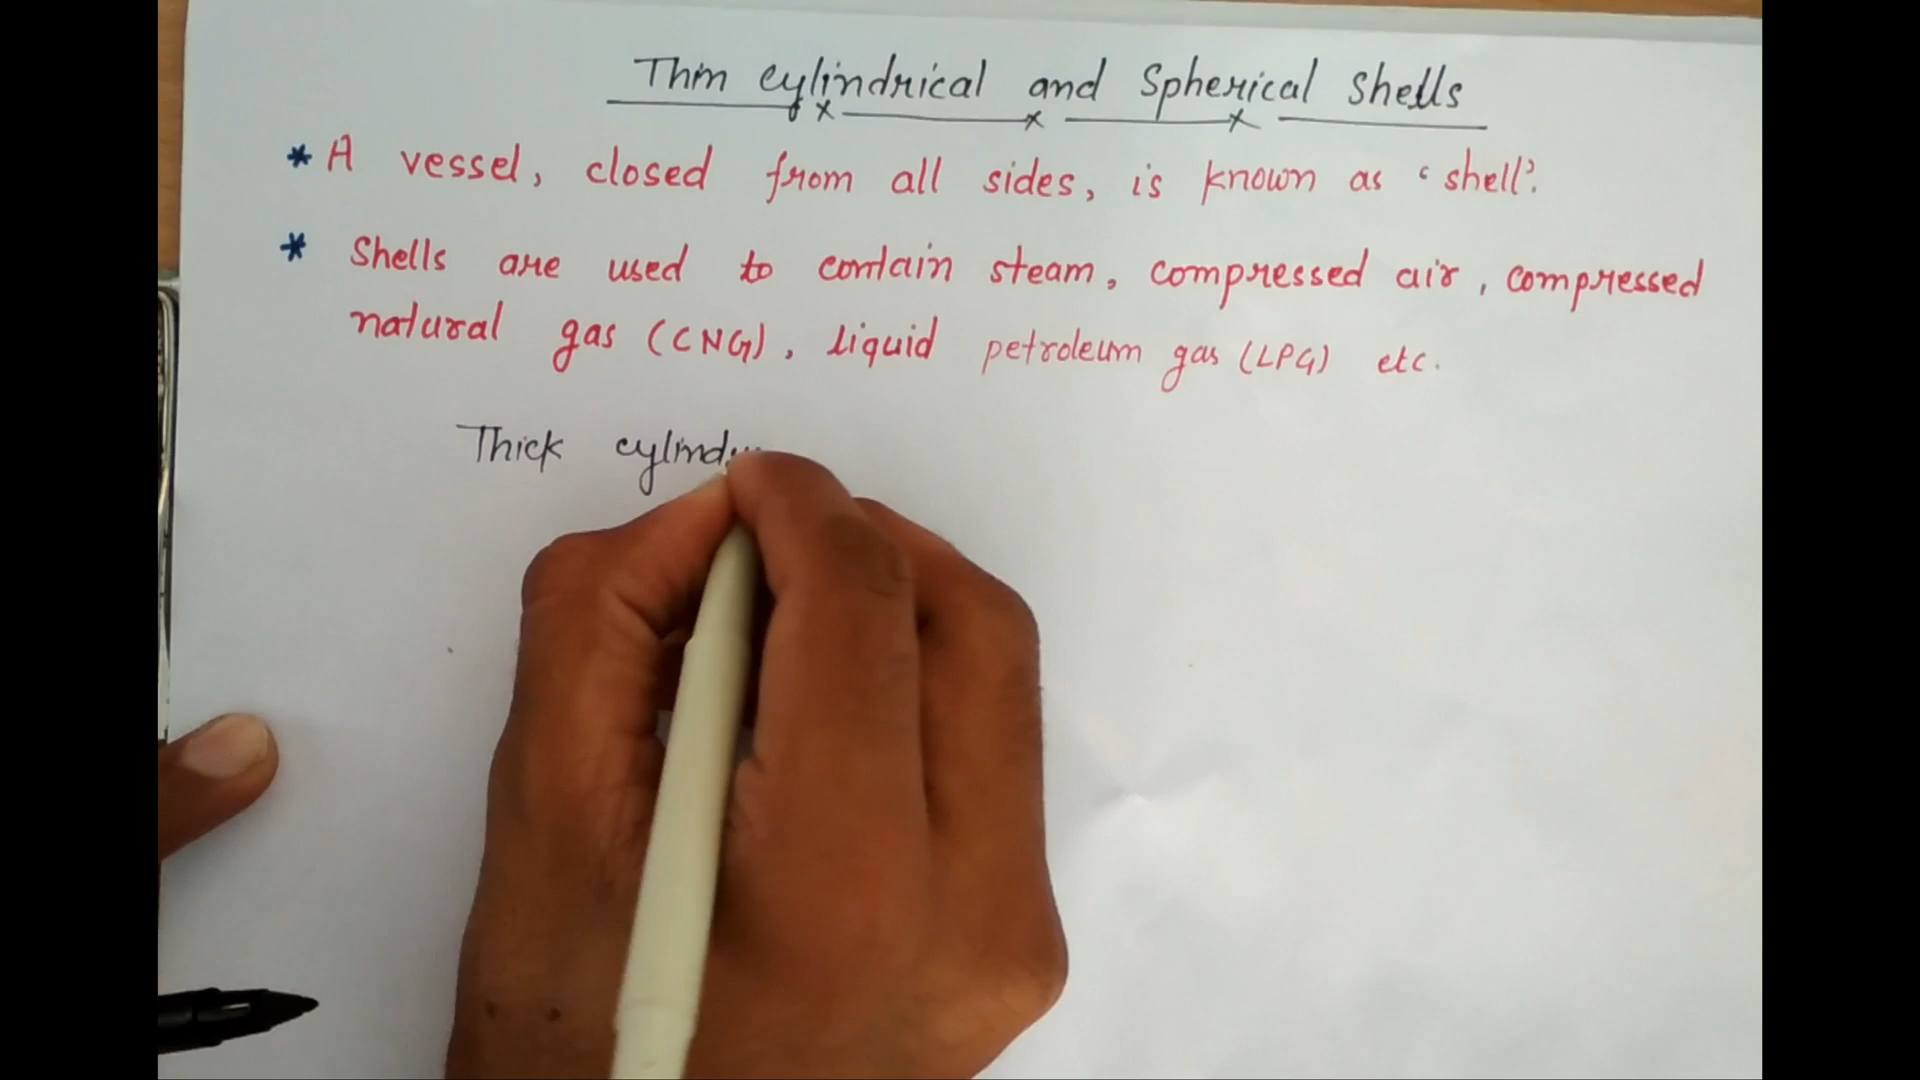 Thin cylindrical and Spherical Shells
* A vessel, closed from all sides, is known as 'shell'.
* Shells are used to contain steam, compressed air, compressed
natural gas (CNG), liquid petroleum gas (LPG) etc.
Thick